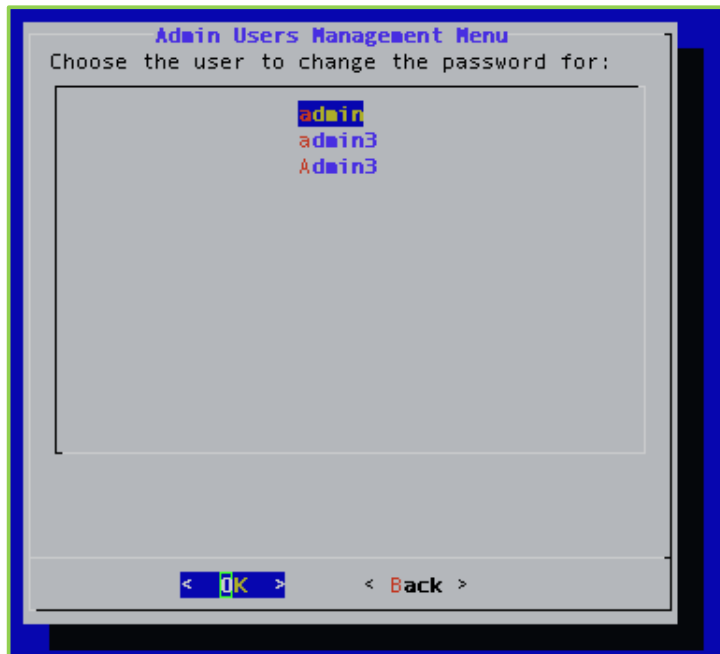 Admin Users Management Menu
Choose the user to change the password for:
admin
admin3
Admin3
<  OK  > < Back >